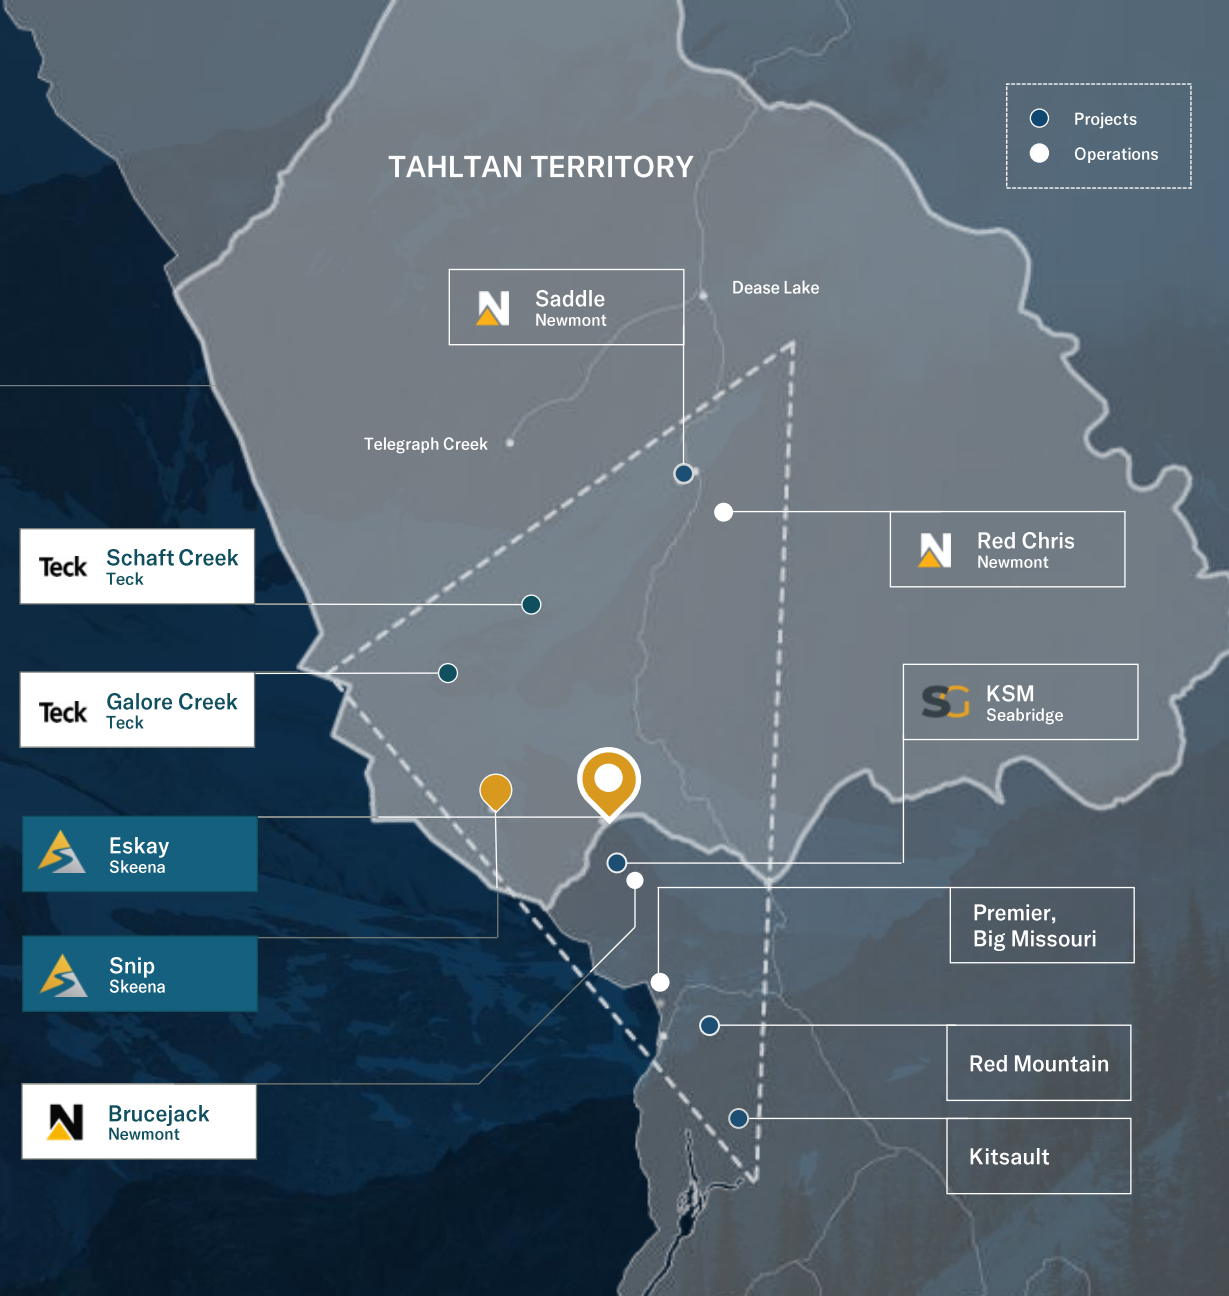 Projects
Operations
TAHLTAN TERRITORY
Saddle
Newmont
Dease Lake
Telegraph Creek
Teck
Schaft Creek
Teck
Red Chris
Newmont
Teck
Galore Creek
Teck
SG
KSM
Seabridge
Eskay
Skeena
Premier,
Big Missouri
Snip
Skeena
Red Mountain
N
Brucejack
Newmont
Kitsault